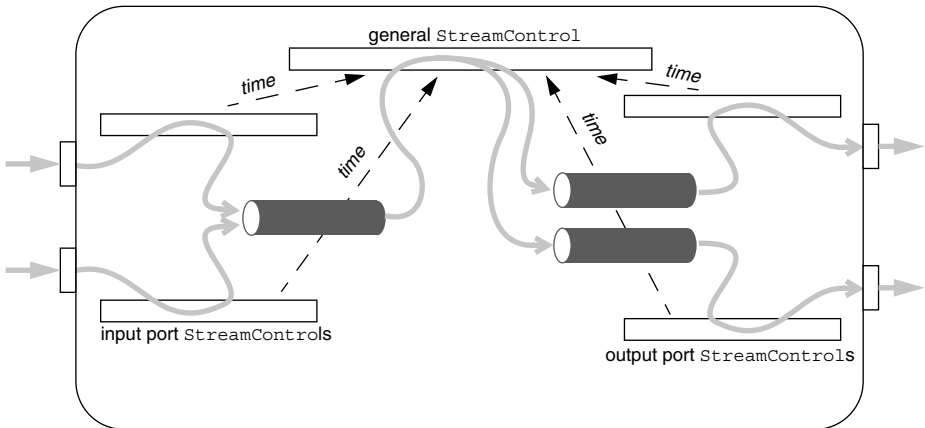 general StreamControl
time
time
time
time
input port StreamControls
output port StreamControls